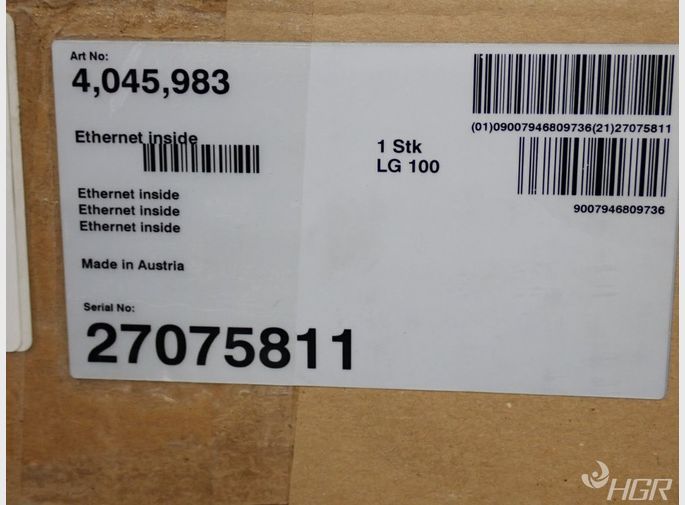 Art No:
4,045,983
(01)09007946809736(21)27075811
Ethernet inside
1 Stk
LG 100
9007946809736
Ethernet inside
Ethernet inside
Ethernet inside
Made in Austria
Serial No:
27075811
HGR